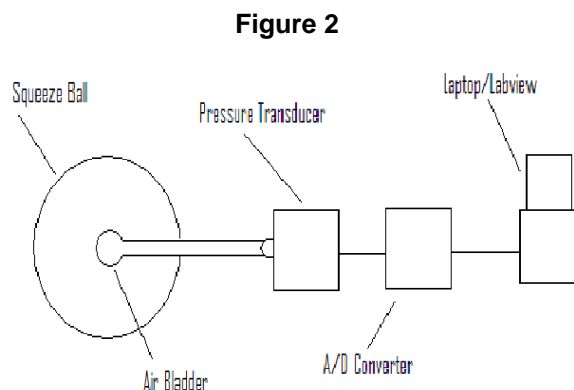 Figure 2
Squeeze Ball
Pressure Transducer
Laptop/Labview
Air Bladder
A/D Converter